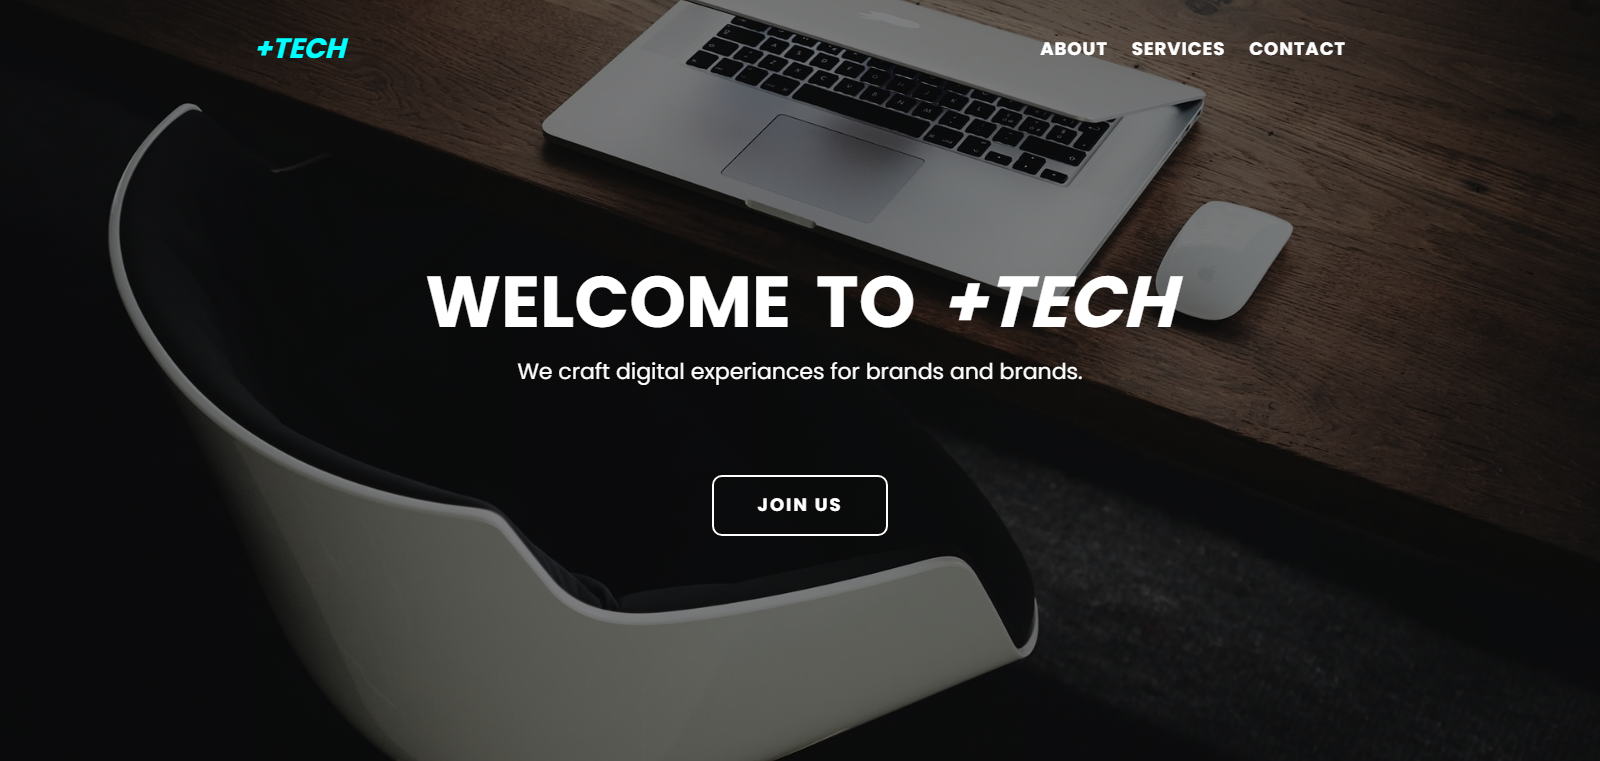 +TECH
ABOUT SERVICES CONTACT
WELCOME TO +TECH
We craft digital experiances for brands and brands.
JOIN US